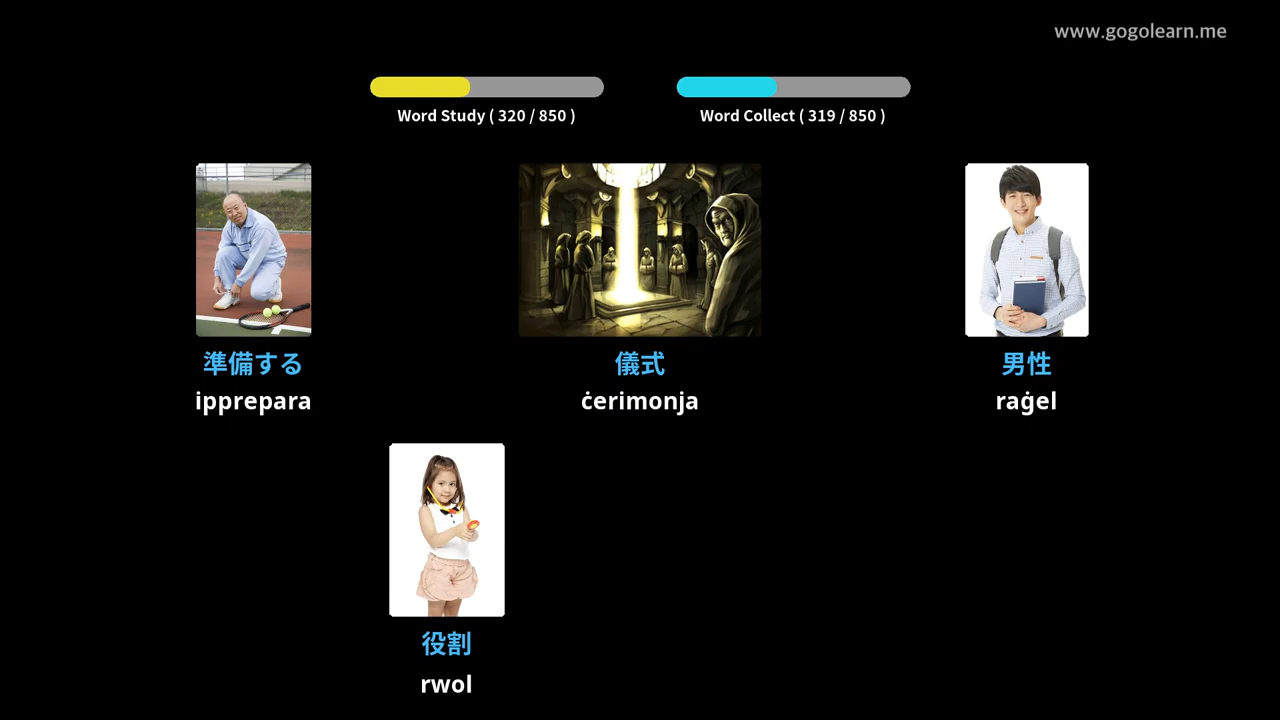 www.gogolearn.me
Word Study ( 320 / 850 )
Word Collect ( 319 / 850 )
準備する
儀式
男性
ipprepara
ċerimonja
raġel
役割
rwol